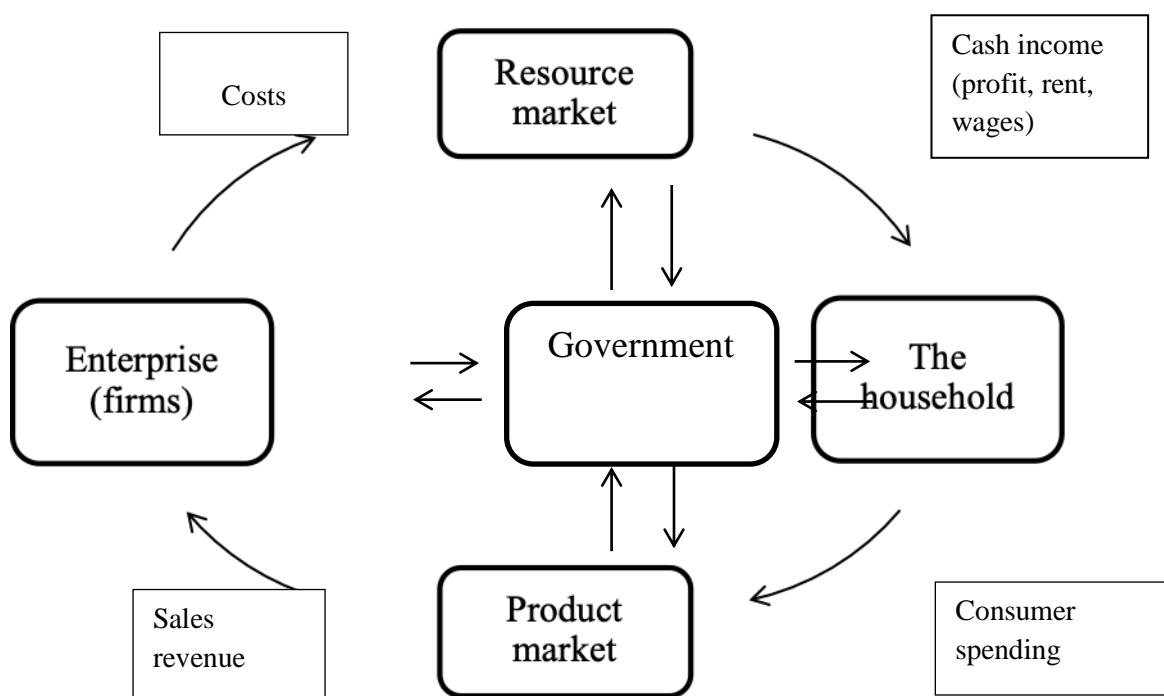 Costs
Resource
market
Cash income
(profit, rent,
wages)
Enterprise
(firms)
Government
The
household
Sales
revenue
Product
market
Consumer
spending